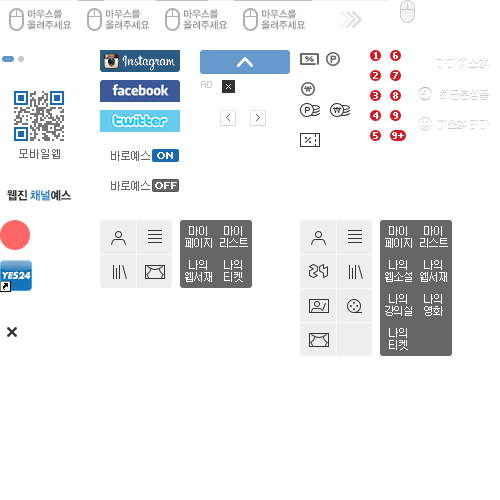 마우스를 올려주세요 마우스를 올려주세요 마우스를 올려주세요 마우스를 올려주세요
Instagram
AD
facebook
모바일웹
twitter
바로예스 ON
바로예스 OFF
웹진 채널예스
YES24
1 6
2 7
3 8
4 9
5 9+
마이페이지 마이리스트
나의웹서재 나의티켓
마이페이지 마이리스트
나의웹소설 나의웹서재
나의강의실 나의영화
나의티켓